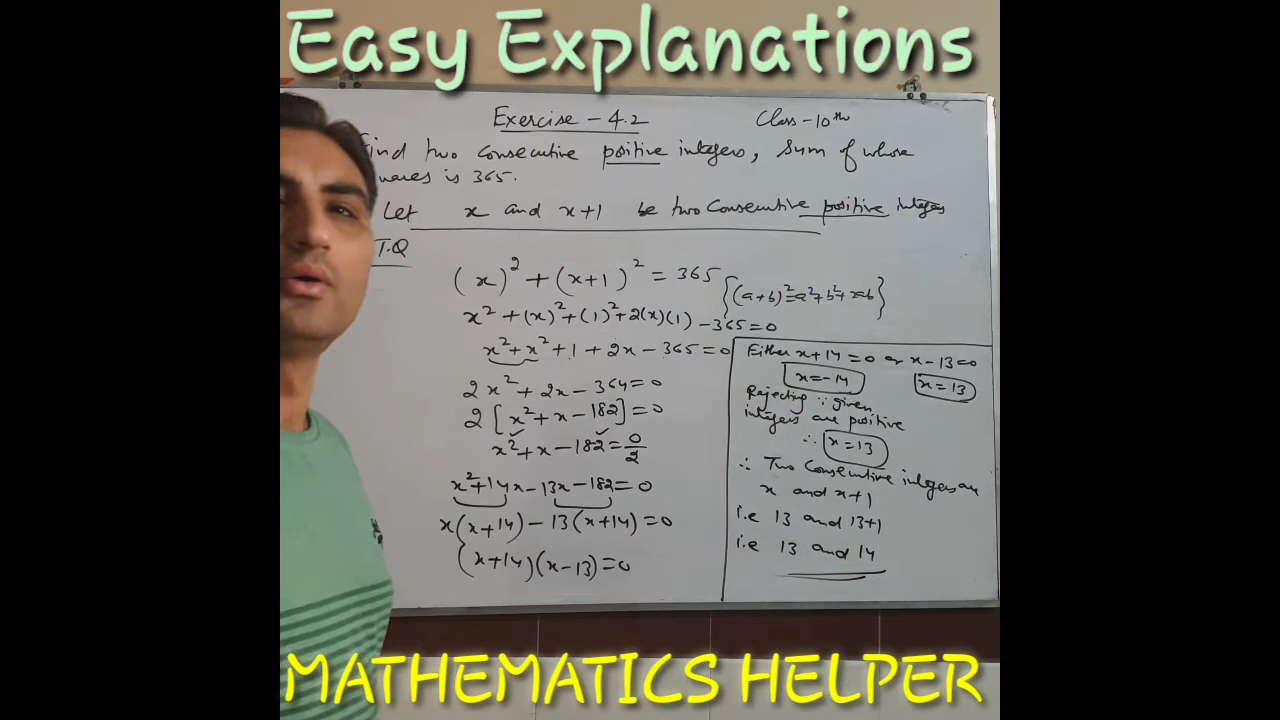 Easy Explanations
Exercise - 4.2
Class - 10th
Find two consecutive positive integers, sum of whose
uares is 365.
Let x and x+1 be two consecutive positive integers
T.Q
(x)² + (x+1)² = 365
{(a+b)² = a² + b² + 2ab}
x² + (x)² + (1)² + 2(x)(1) - 365 = 0
x² + x² + 1 + 2x - 365 = 0
2x² + 2x - 364 = 0
2[x² + x - 182] = 0
x² + x - 182 = 0/2
x² + 14x - 13x - 182 = 0
x(x+14) - 13(x+14) = 0
(x+14)(x-13) = 0
Either x+14 = 0 or x-13 = 0
x = -14 x = 13
Rejecting ∵ given
integers are positive
∴ x = 13
∴ Two consecutive integers are
x and x+1
i.e 13 and 13+1
i.e 13 and 14
MATHEMATICS HELPER